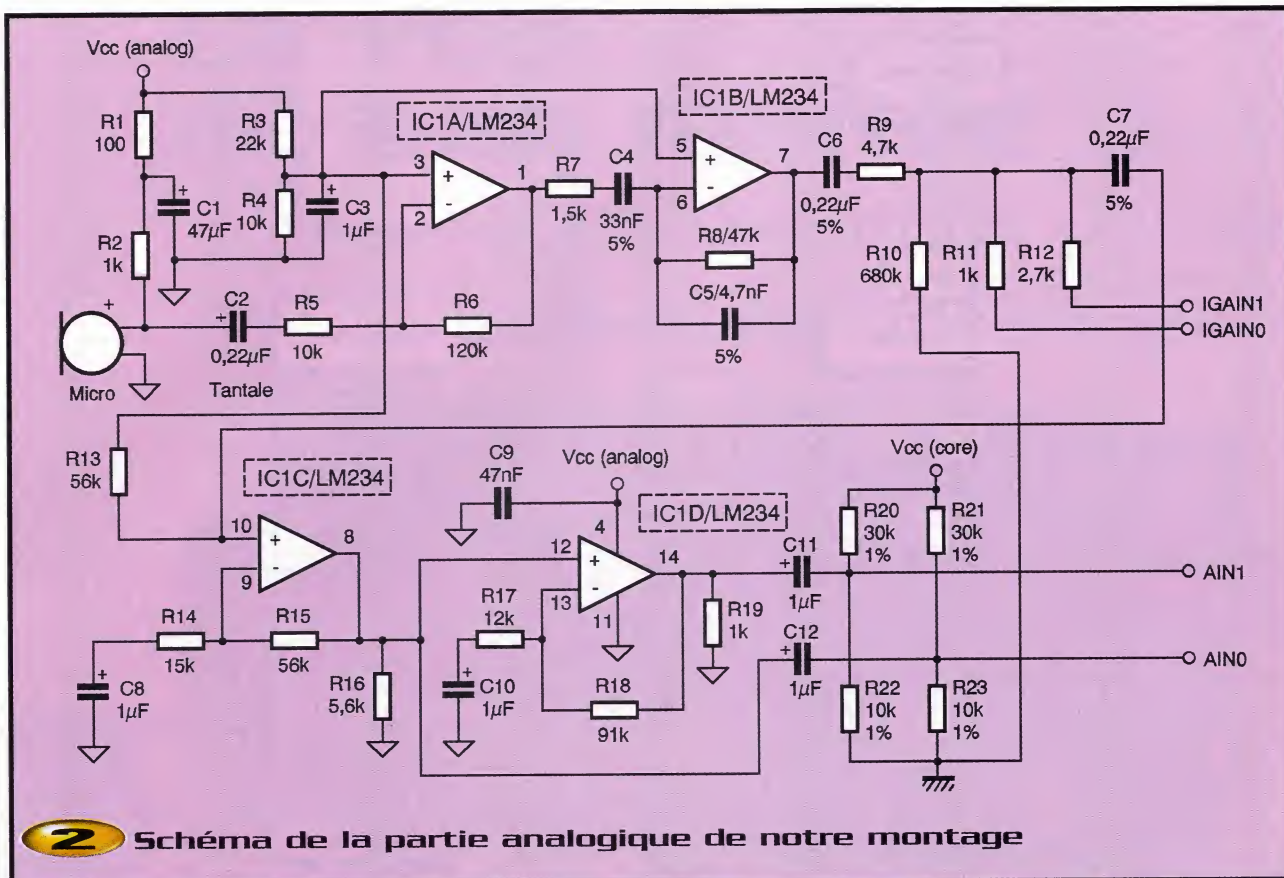 Vcc (analog)
R1
100
R3
22k
IC1A/LM234
IC1B/LM234
C7
0,22µF
5%
C1
47µF
R4
10k
C3
1µF
3
+
-
2
1
R7
1,5k
C4
33nF
5%
5
+
-
6
7
C6
0,22µF
5%
R9
4,7k
R2
1k
R8/47k
C5/4,7nF
5%
R10
680k
R11
1k
R12
2,7k
IGAIN1
IGAIN0
+
Micro
+
C2
0,22µF
Tantale
R5
10k
R6
120k
R13
56k
IC1C/LM234
10
+
-
9
8
C9
47nF
Vcc (analog)
IC1D/LM234
Vcc (core)
4
12
+
-
13
14
11
R20
30k
1%
R21
30k
1%
C11
+
1µF
AIN1
R14
15k
R15
56k
R17
12k
R19
1k
C12
+
1µF
AIN0
+
C8
1µF
R16
5,6k
+
C10
1µF
R18
91k
R22
10k
1%
R23
10k
1%
2 Schéma de la partie analogique de notre montage